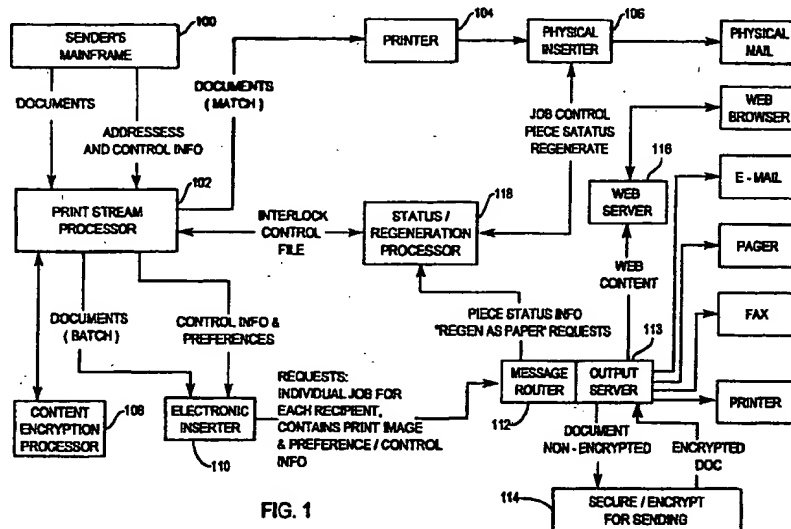 100
SENDER'S
MAINFRAME
DOCUMENTS
ADDRESSESS
AND CONTROL INFO
DOCUMENTS
( MATCH )
PRINTER
104
PHYSICAL
INSERTER
106
PHYSICAL
MAIL
WEB
BROWSER
JOB CONTROL
PIECE SATATUS
REGENERATE
116
WEB SERVER
E - MAIL
102
PRINT STREAM
PROCESSOR
INTERLOCK
CONTROL
FILE
118
STATUS /
REGENERATION
PROCESSOR
WEB
CONTENT
PAGER
FAX
DOCUMENTS
( BATCH )
CONTROL INFO &
PREFERENCES
PIECE STATUS INFO
"REGEN AS PAPER" REQUESTS
113
MESSAGE
ROUTER
OUTPUT
SERVER
PRINTER
112
REQUESTS:
INDIVIDUAL JOB FOR
EACH RECIPIENT,
CONTAINS PRINT IMAGE
& PREFERENCE / CONTROL
INFO
CONTENT
ENCRYPTION
PROCESSOR
108
ELECTRONIC
INSERTER
110
DOCUMENT
NON - ENCRYPTED
ENCRYPTED
DOC
114
SECURE / ENCRYPT
FOR SENDING
FIG. 1